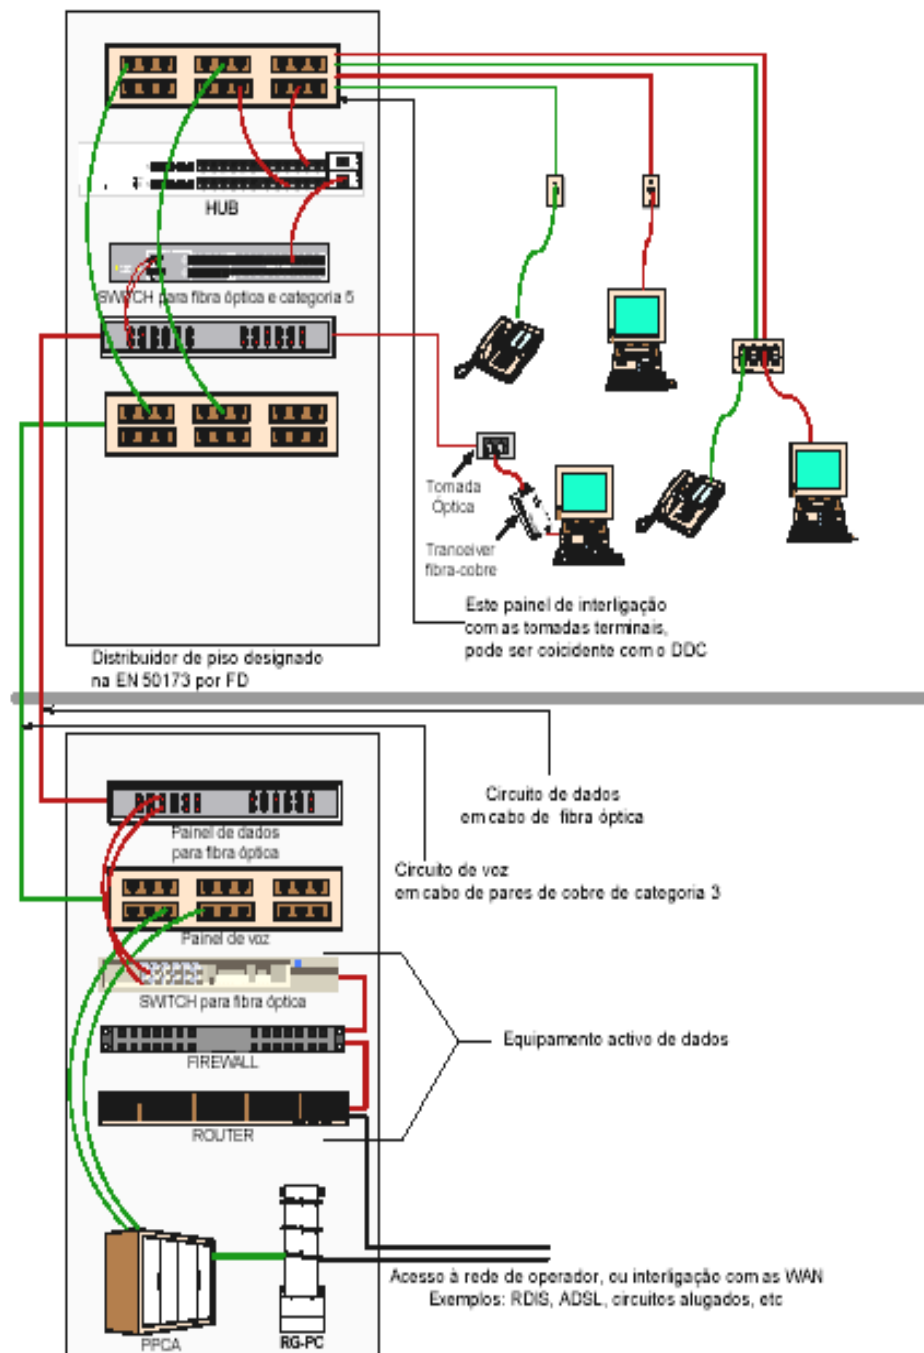 HUB
SWITCH para fibra óptica e categoria 5
Tomada
Óptica
Tranceiver
fibra-cobre
Este painel de interligação
com as tomadas terminais,
pode ser coicidente com o DDC
Distribuidor de piso designado
na EN 50173 por FD
Circuito de dados
em cabo de fibra óptica
Painel de dados
para fibra óptica
Circuito de voz
em cabo de pares de cobre de categoria 3
Painel de voz
SWITCH para fibra óptica
Equipamento activo de dados
FIREWALL
ROUTER
Acesso à rede de operador, ou interligação com as WAN
Exemplos: RDIS, ADSL, circuitos alugados, etc
PPCA
RG-PC